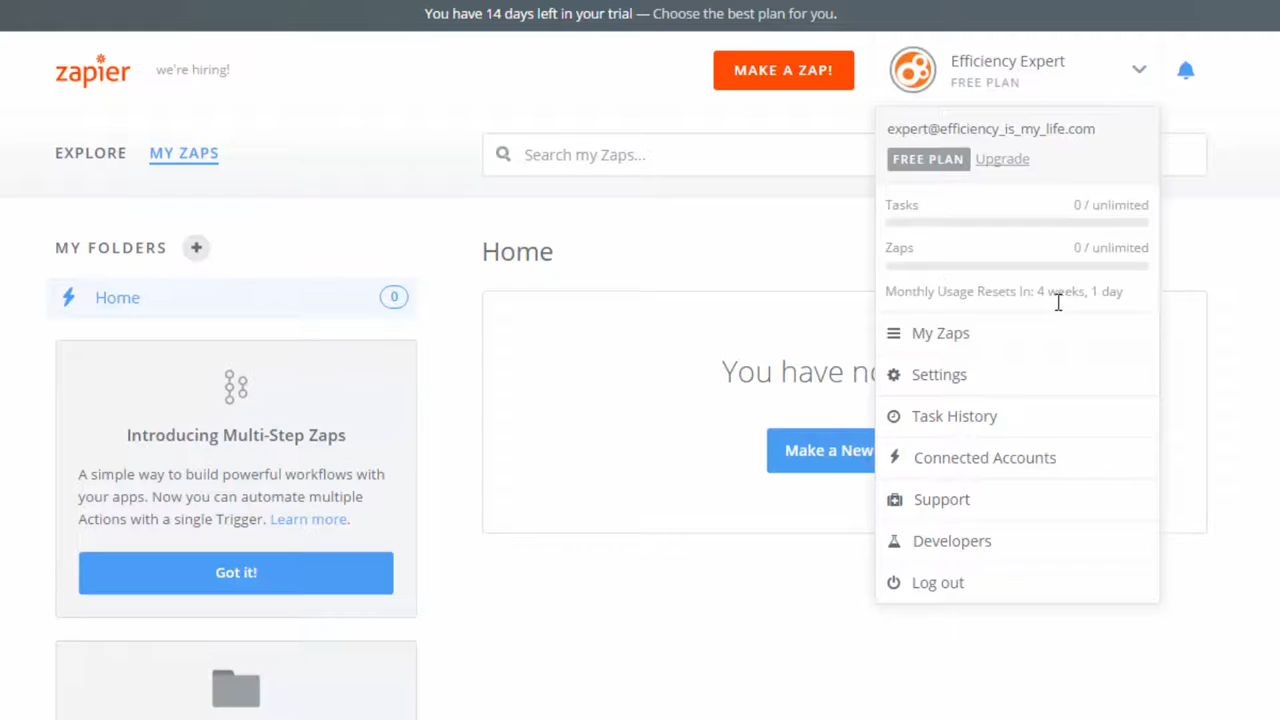 You have 14 days left in your trial — Choose the best plan for you.
zapier
we're hiring!
MAKE A ZAP!
Efficiency Expert
FREE PLAN
EXPLORE
MY ZAPS
Search my Zaps...
expert@efficiency_is_my_life.com
FREE PLAN Upgrade
Tasks 0 / unlimited
Zaps 0 / unlimited
Monthly Usage Resets In: 4 weeks, 1 day
My Zaps
Settings
Task History
Connected Accounts
Support
Developers
Log out
MY FOLDERS +
Home 0
Introducing Multi-Step Zaps
A simple way to build powerful workflows with
your apps. Now you can automate multiple
Actions with a single Trigger. Learn more.
Got it!
Home
You have
Make a New